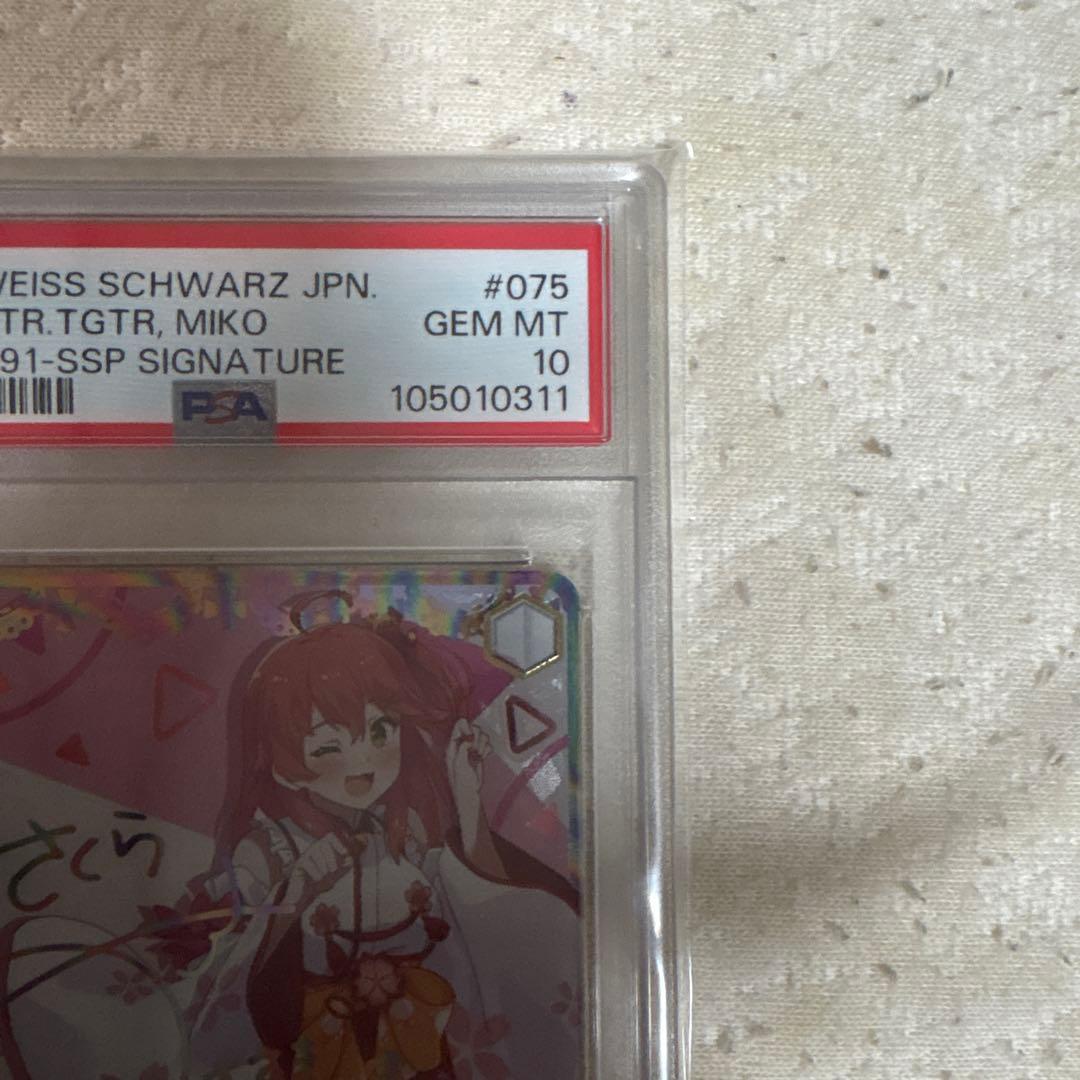 WEISS SCHWARZ JPN. #075
TR.TGTR, MIKO GEM MT
91-SSP SIGNATURE 10
PSA 105010311
さくら